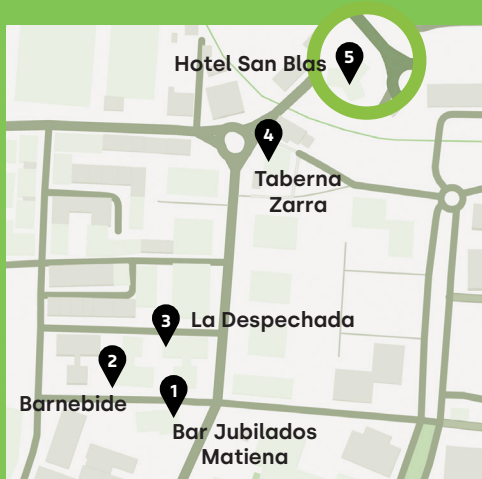 Hotel San Blas
5
4
Taberna
Zarra
3
La Despechada
2
1
Barnebide
Bar Jubilados
Matiena